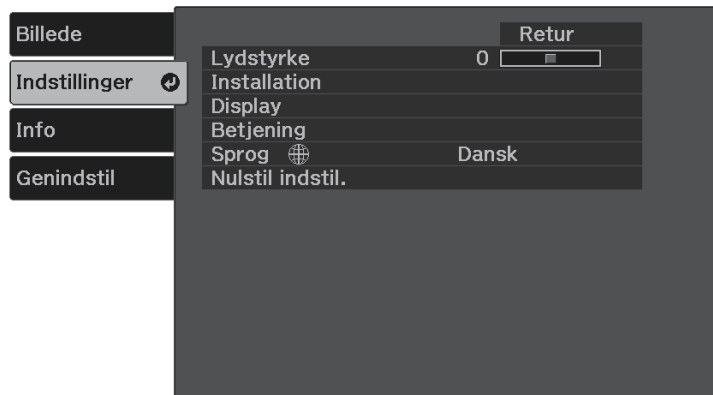 Billede
Indstillinger
Info
Genindstil
Retur
Lydstyrke 0
Installation
Display
Betjening
Sprog Dansk
Nulstil indstil.